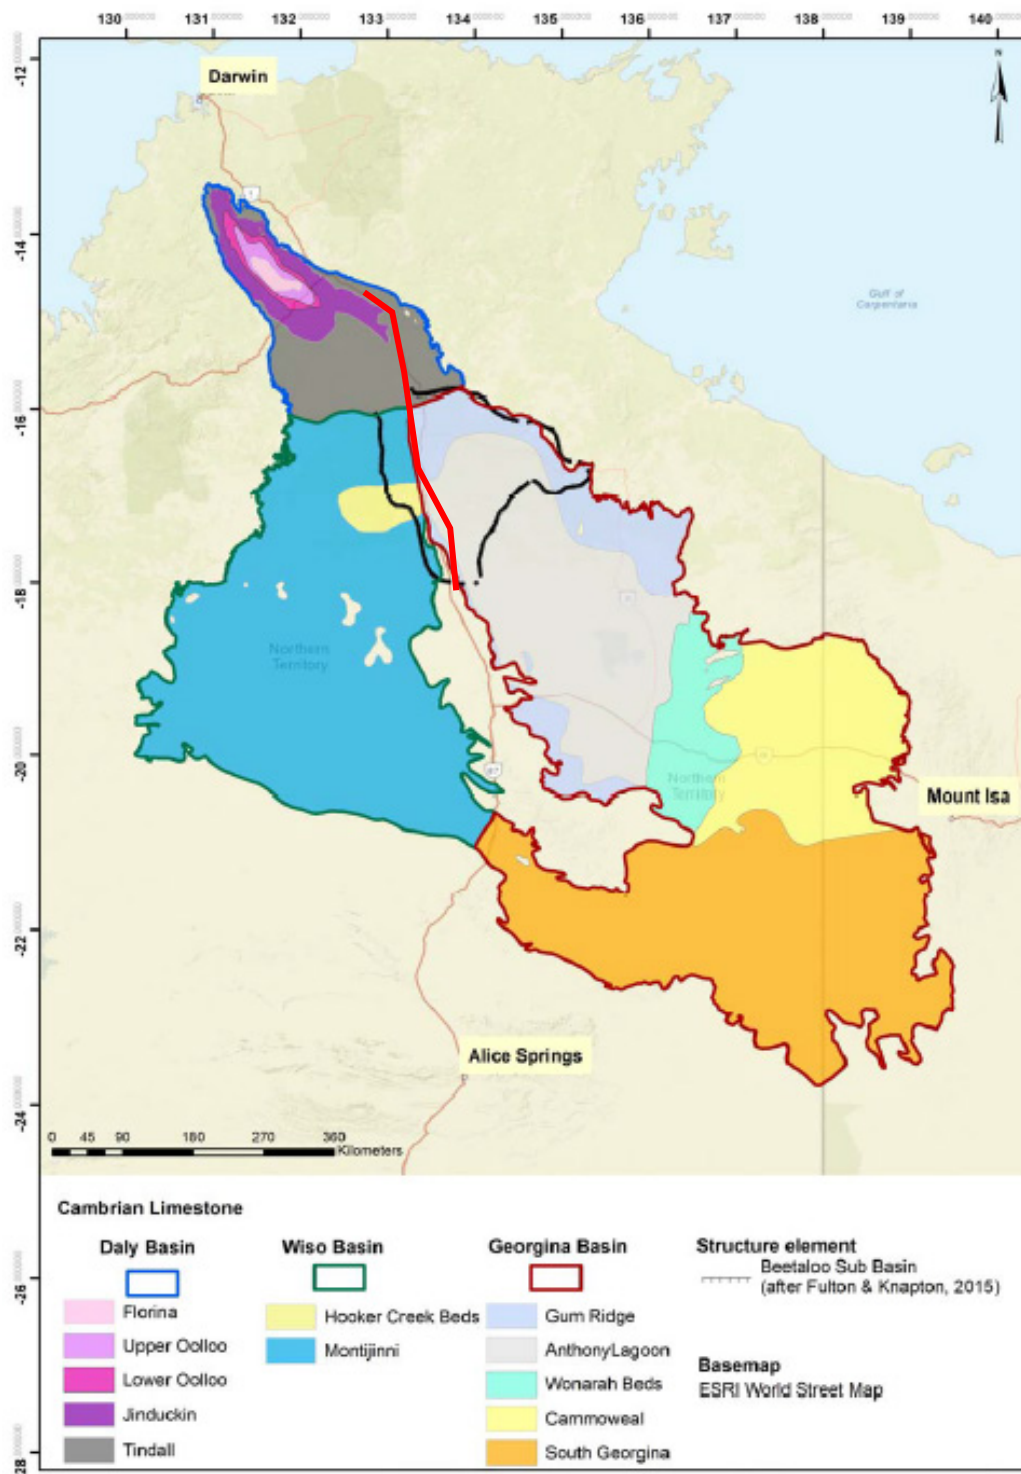 130 131 132 133 134 135 136 137 138 139 140
-12
Darwin
-14
Gulf of
Carpentaria
-16
-18
Northern
Territory
-20
87
Northern
Territory
Mount Isa
-22
Alice Springs
-24
0 45 90 180 270 360
Kilometers
Cambrian Limestone
Daly Basin
Florina
Upper Oolloo
Lower Oolloo
Jinduckin
Tindall
Wiso Basin
Hooker Creek Beds
Montijinni
Georgina Basin
Gum Ridge
AnthonyLagoon
Wonarah Beds
Cammoweal
South Georgina
Structure element
Beetaloo Sub Basin
(after Fulton & Knapton, 2015)
Basemap
ESRI World Street Map
-26
-28
N